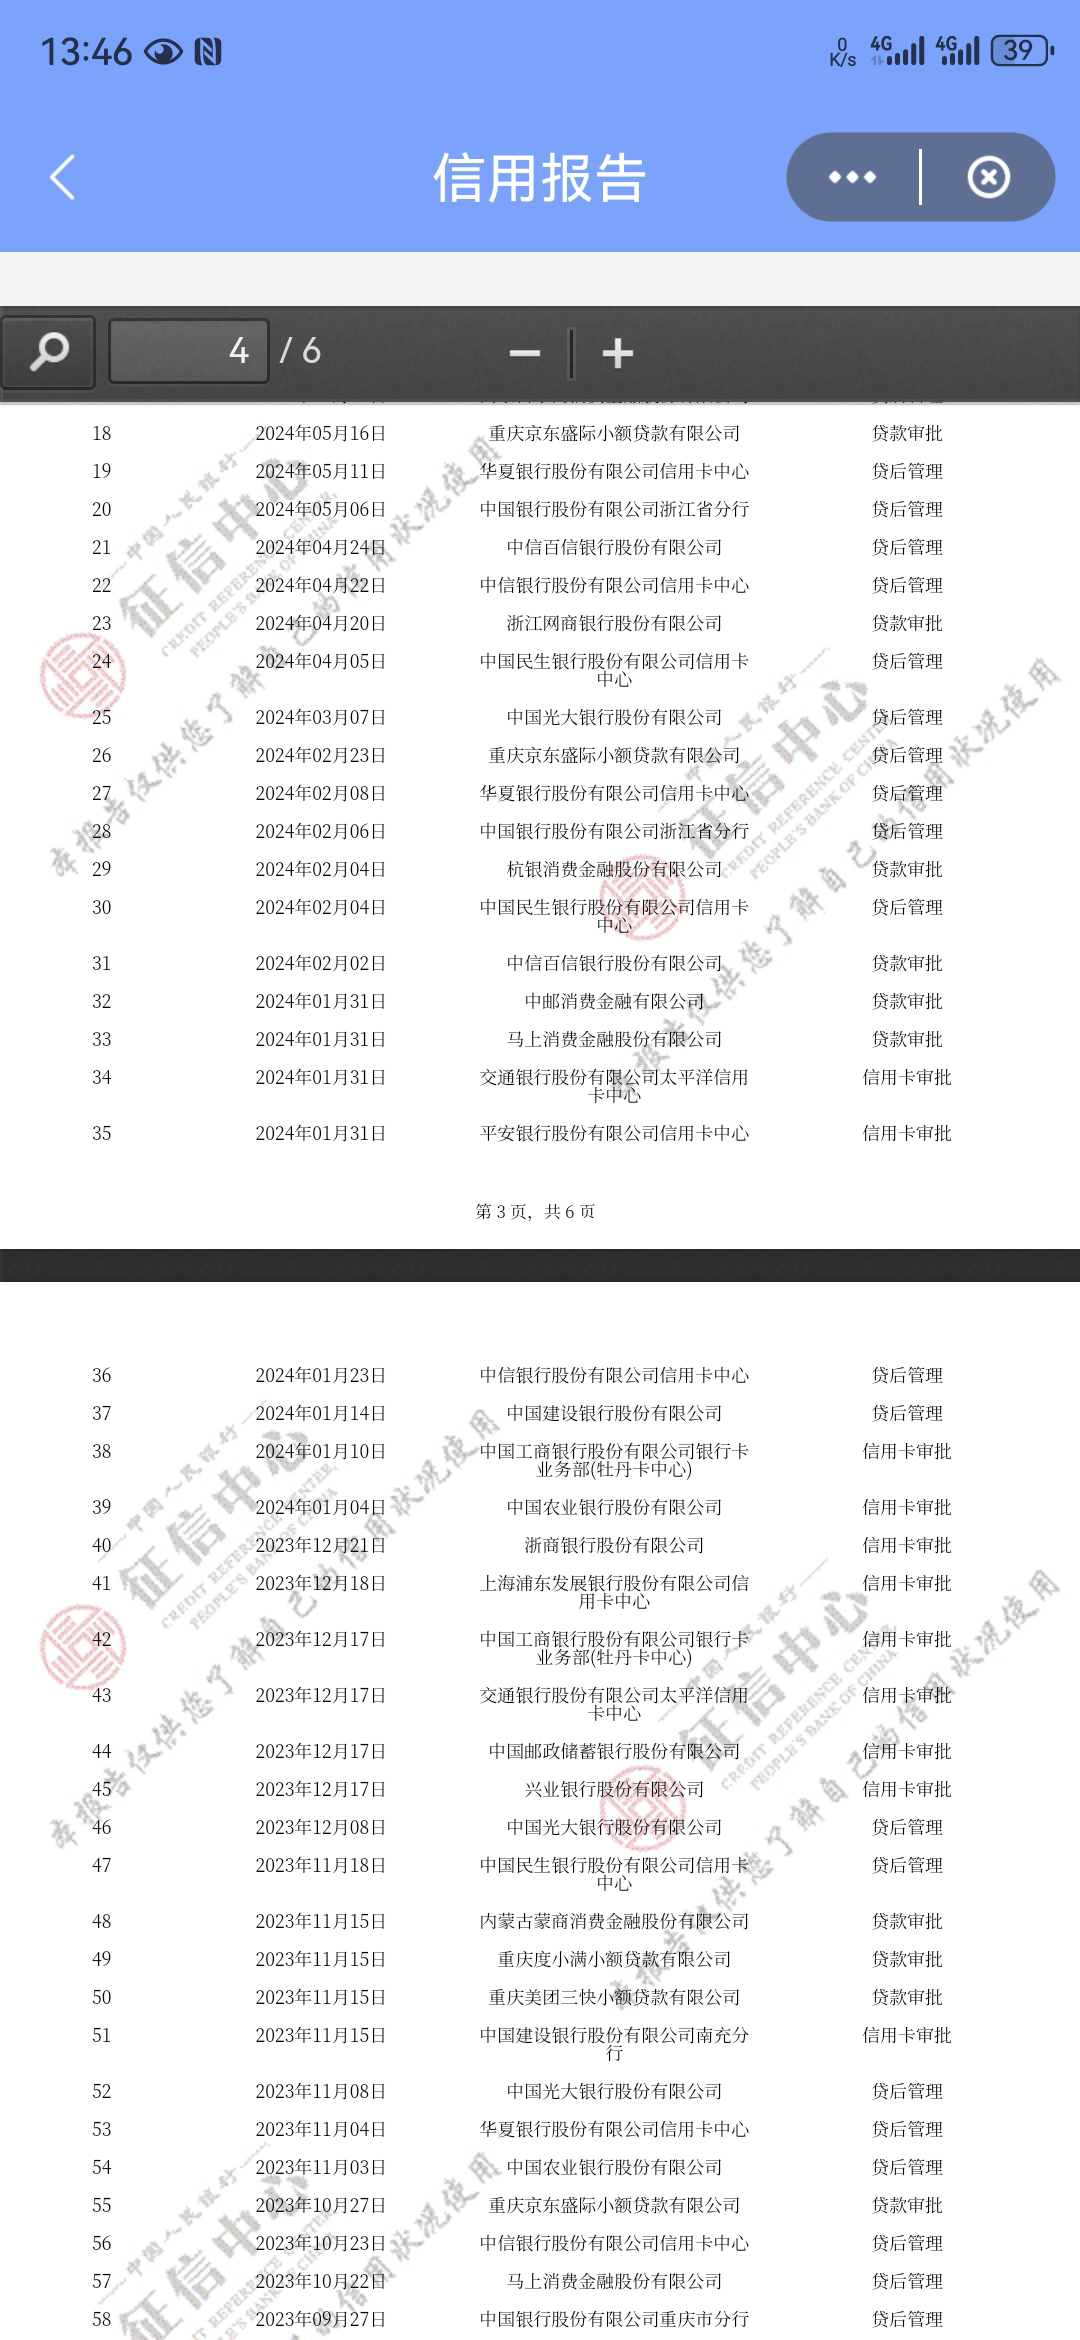 13:46
0 K/s 4G 4G 39
信用报告
4 / 6
18 2024年05月16日 重庆京东盛际小额贷款有限公司 贷款审批
19 2024年05月11日 华夏银行股份有限公司信用卡中心 贷后管理
20 2024年05月06日 中国银行股份有限公司浙江省分行 贷后管理
21 2024年04月24日 中信百信银行股份有限公司 贷后管理
22 2024年04月22日 中信银行股份有限公司信用卡中心 贷后管理
23 2024年04月20日 浙江网商银行股份有限公司 贷款审批
24 2024年04月05日 中国民生银行股份有限公司信用卡 贷后管理
中心
25 2024年03月07日 中国光大银行股份有限公司 贷后管理
26 2024年02月23日 重庆京东盛际小额贷款有限公司 贷后管理
27 2024年02月08日 华夏银行股份有限公司信用卡中心 贷后管理
28 2024年02月06日 中国银行股份有限公司浙江省分行 贷后管理
29 2024年02月04日 杭银消费金融股份有限公司 贷款审批
30 2024年02月04日 中国民生银行股份有限公司信用卡 贷后管理
中心
31 2024年02月02日 中信百信银行股份有限公司 贷款审批
32 2024年01月31日 中邮消费金融有限公司 贷款审批
33 2024年01月31日 马上消费金融股份有限公司 贷款审批
34 2024年01月31日 交通银行股份有限公司太平洋信用 信用卡审批
卡中心
35 2024年01月31日 平安银行股份有限公司信用卡中心 信用卡审批
第 3 页，共 6 页
36 2024年01月23日 中信银行股份有限公司信用卡中心 贷后管理
37 2024年01月14日 中国建设银行股份有限公司 贷后管理
38 2024年01月10日 中国工商银行股份有限公司银行卡 信用卡审批
业务部(牡丹卡中心)
39 2024年01月04日 中国农业银行股份有限公司 信用卡审批
40 2023年12月21日 浙商银行股份有限公司 信用卡审批
41 2023年12月18日 上海浦东发展银行股份有限公司信 信用卡审批
用卡中心
42 2023年12月17日 中国工商银行股份有限公司银行卡 信用卡审批
业务部(牡丹卡中心)
43 2023年12月17日 交通银行股份有限公司太平洋信用 信用卡审批
卡中心
44 2023年12月17日 中国邮政储蓄银行股份有限公司 信用卡审批
45 2023年12月17日 兴业银行股份有限公司 信用卡审批
46 2023年12月08日 中国光大银行股份有限公司 贷后管理
47 2023年11月18日 中国民生银行股份有限公司信用卡 贷后管理
中心
48 2023年11月15日 内蒙古蒙商消费金融股份有限公司 贷款审批
49 2023年11月15日 重庆度小满小额贷款有限公司 贷款审批
50 2023年11月15日 重庆美团三快小额贷款有限公司 贷款审批
51 2023年11月15日 中国建设银行股份有限公司南充分 信用卡审批
行
52 2023年11月08日 中国光大银行股份有限公司 贷后管理
53 2023年11月04日 华夏银行股份有限公司信用卡中心 贷后管理
54 2023年11月03日 中国农业银行股份有限公司 贷后管理
55 2023年10月27日 重庆京东盛际小额贷款有限公司 贷款审批
56 2023年10月23日 中信银行股份有限公司信用卡中心 贷后管理
57 2023年10月22日 马上消费金融股份有限公司 贷后管理
58 2023年09月27日 中国银行股份有限公司重庆市分行 贷后管理
中国人民银行
征信中心
CREDIT REFERENCE CENTRE,
PEOPLE'S BANK OF CHINA
本报告仅供您了解自己的信用状况使用